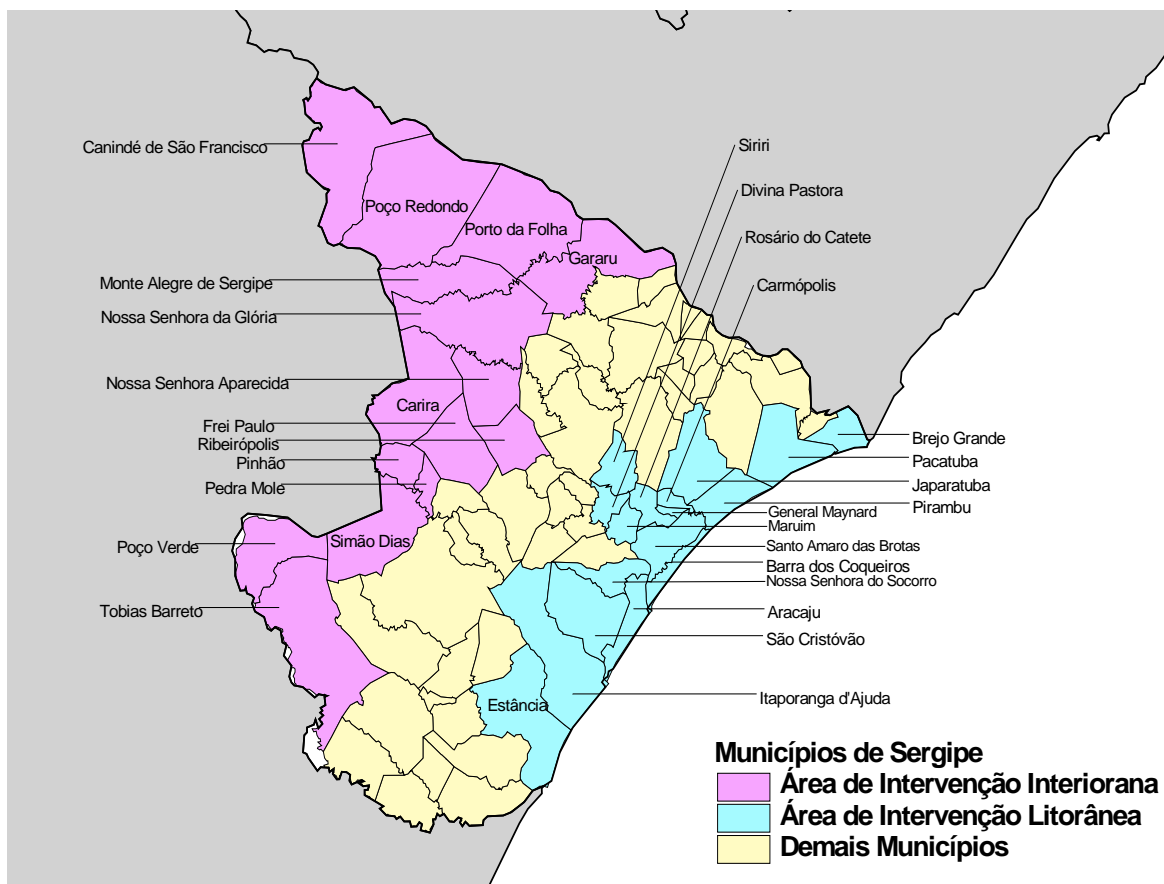 Siriri
Canindé de São Francisco
Divina Pastora
Poço Redondo
Porto da Folha
Rosário do Catete
Gararu
Monte Alegre de Sergipe
Carmópolis
Nossa Senhora da Glória
Nossa Senhora Aparecida
Carira
Frei Paulo
Ribeirópolis
Brejo Grande
Pinhão
Pacatuba
Pedra Mole
Japaratuba
Pirambu
General Maynard
Maruim
Simão Dias
Poço Verde
Santo Amaro das Brotas
Barra dos Coqueiros
Nossa Senhora do Socorro
Tobias Barreto
Aracaju
São Cristóvão
Itaporanga d'Ajuda
Estância
Municípios de Sergipe
Área de Intervenção Interiorana
Área de Intervenção Litorânea
Demais Municípios